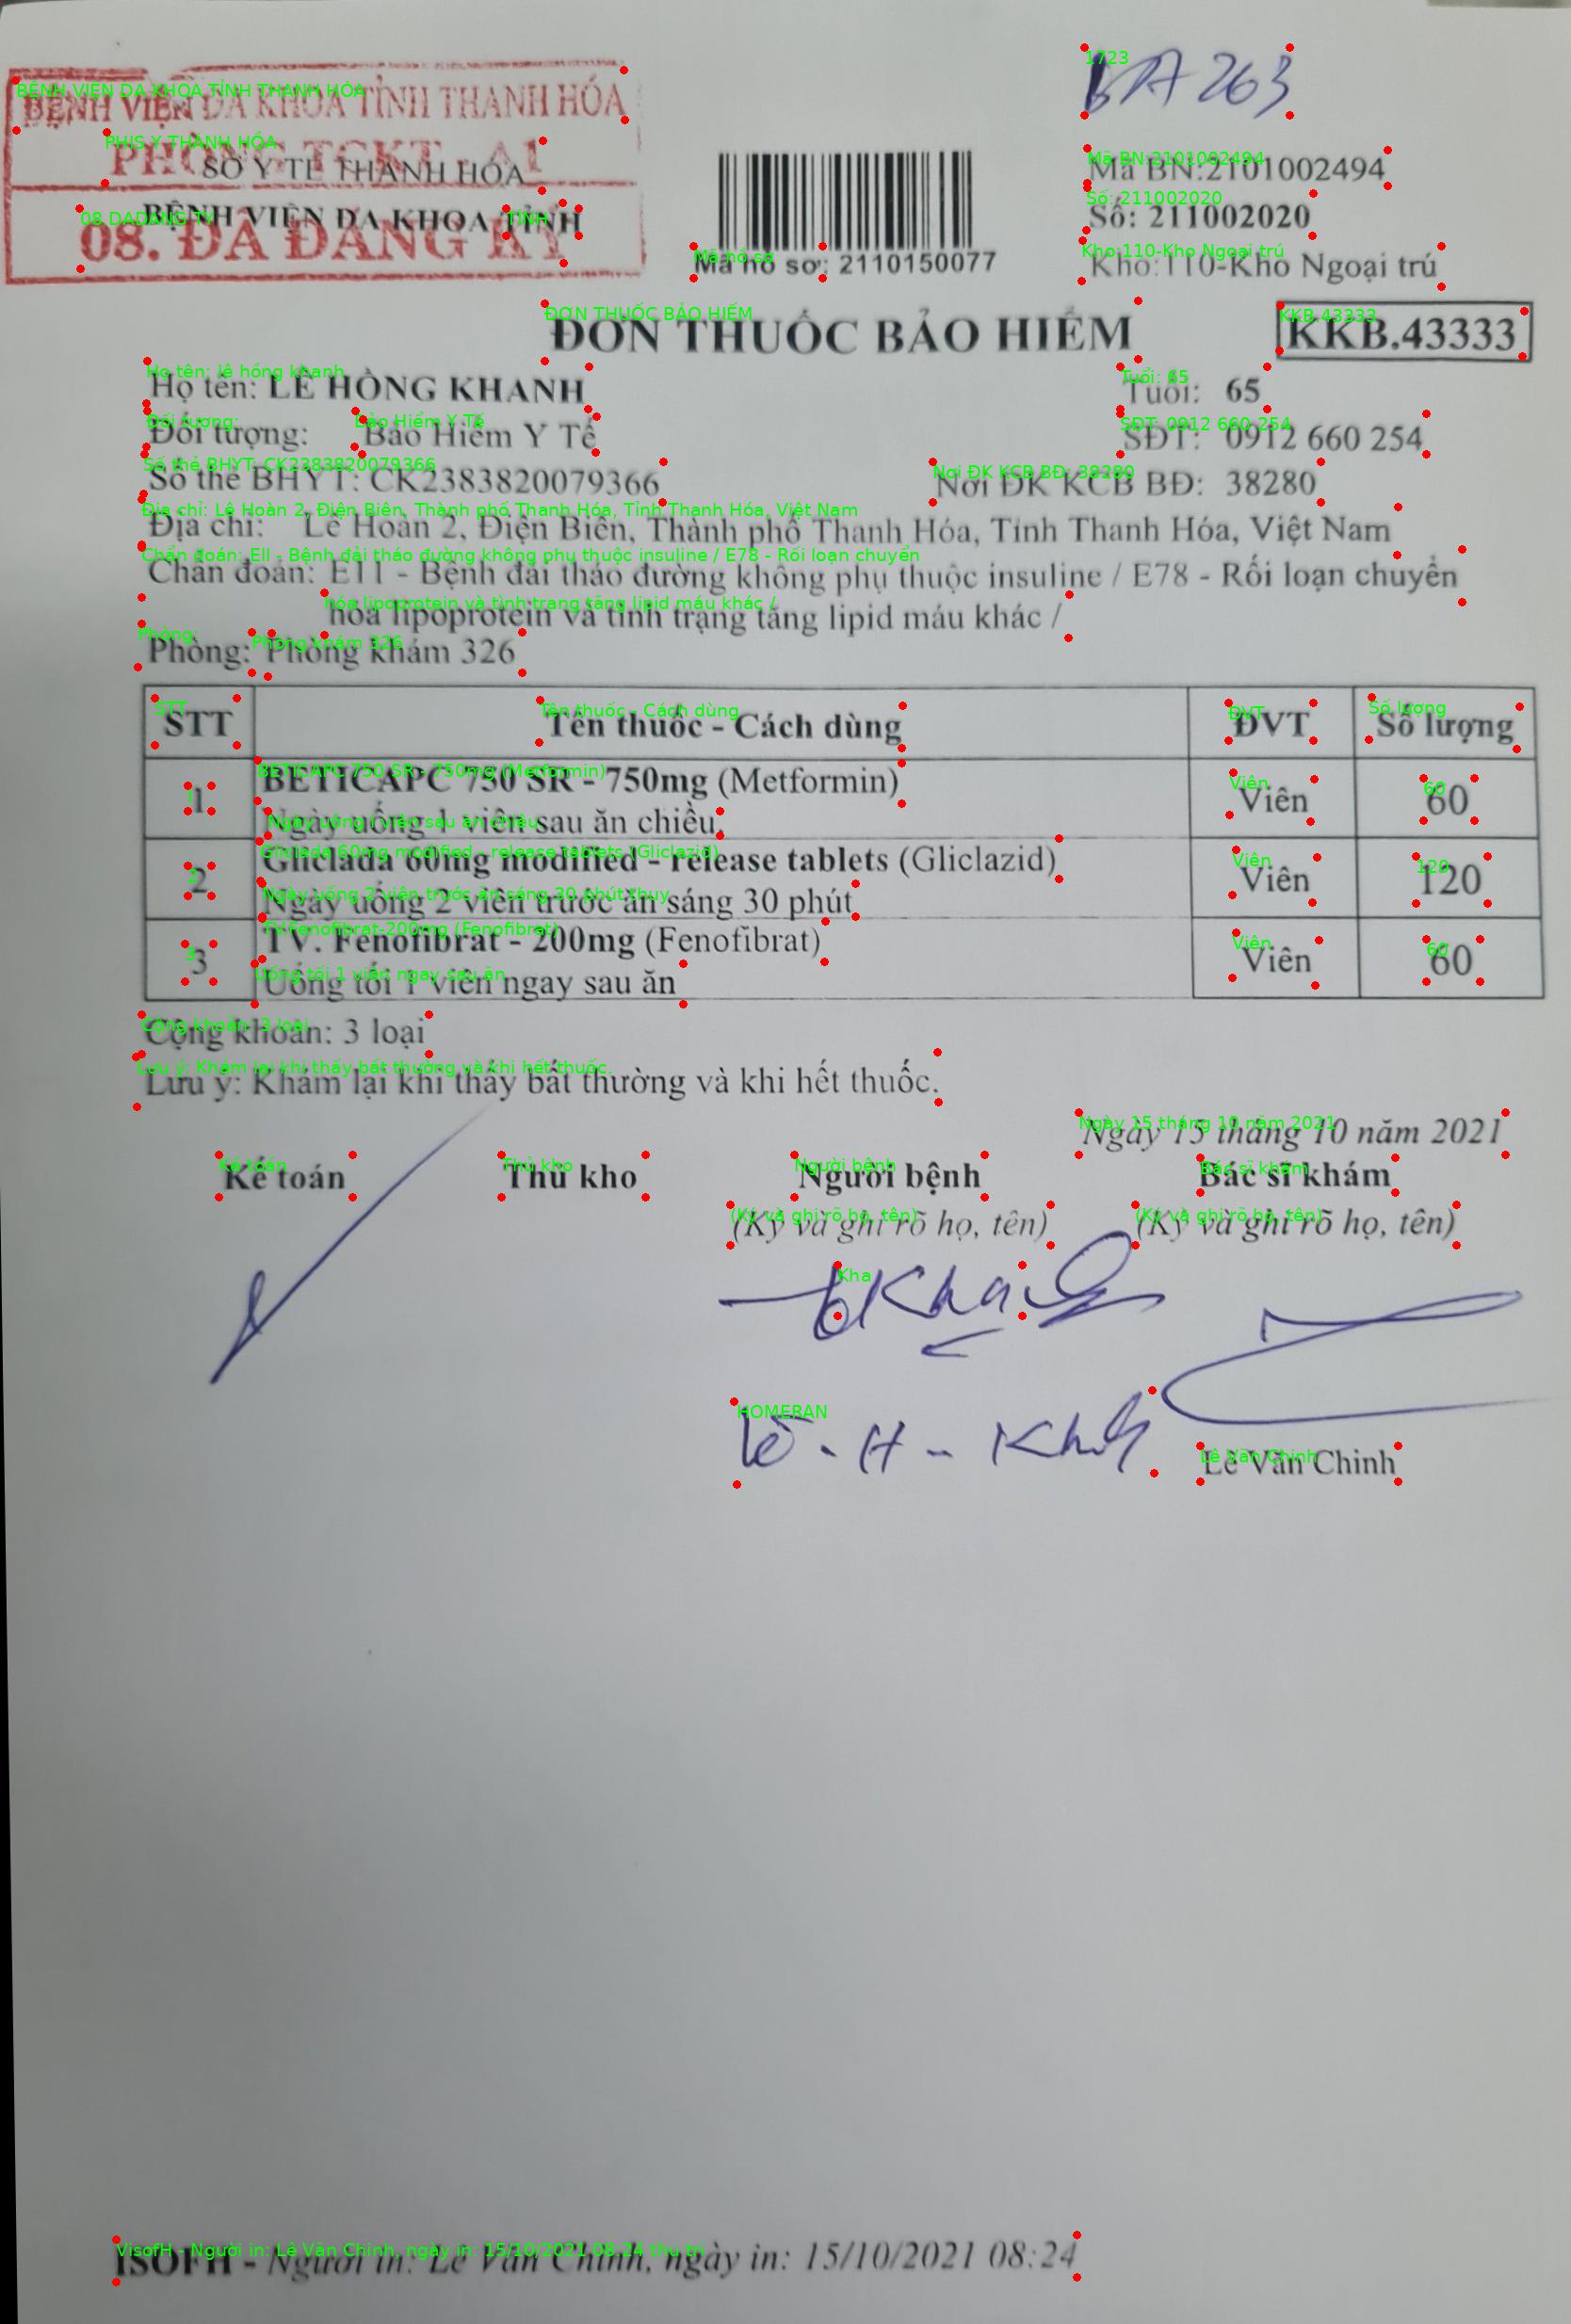 BỆNH VIỆN ĐA KHOA TỈNH THANH HÓA
PHÒNG TCKT - A1
SỞ Y TẾ THANH HÓA
BỆNH VIỆN ĐA KHOA TỈNH
08. ĐÃ ĐĂNG KÝ
Mã hồ sơ: 2110150077
BA 263
Mã BN:2101002494
Số: 211002020
Kho:110-Kho Ngoại trú
ĐƠN THUỐC BẢO HIỂM
KKB.43333
Họ tên: LÊ HỒNG KHANH Tuổi: 65
Đối tượng: Bảo Hiểm Y Tế SĐT: 0912 660 254
Số thẻ BHYT: CK2383820079366 Nơi ĐK KCB BĐ: 38280
Địa chỉ: Lê Hoàn 2, Điện Biên, Thành phố Thanh Hóa, Tỉnh Thanh Hóa, Việt Nam
Chẩn đoán: E11 - Bệnh đái tháo đường không phụ thuộc insuline / E78 - Rối loạn chuyển
hóa lipoprotein và tình trạng tăng lipid máu khác /
Phòng: Phòng khám 326
STT Tên thuốc - Cách dùng ĐVT Số lượng
1 BETICAPC 750 SR - 750mg (Metformin) Viên 60
Ngày uống 1 viên sau ăn chiều.
2 Gliclada 60mg modified - release tablets (Gliclazid) Viên 120
Ngày uống 2 viên trước ăn sáng 30 phút
3 TV. Fenofibrat - 200mg (Fenofibrat) Viên 60
Uống tối 1 viên ngay sau ăn
Cộng khoản: 3 loại
Lưu ý: Khám lại khi thấy bất thường và khi hết thuốc.
Ngày 15 tháng 10 năm 2021
Kế toán Thủ kho Người bệnh Bác sĩ khám
(Ký và ghi rõ họ, tên) (Ký và ghi rõ họ, tên)
Khanh
Lê - H - Khanh
Lê Văn Chinh
ISOFH - Người in: Lê Văn Chinh, ngày in: 15/10/2021 08:24